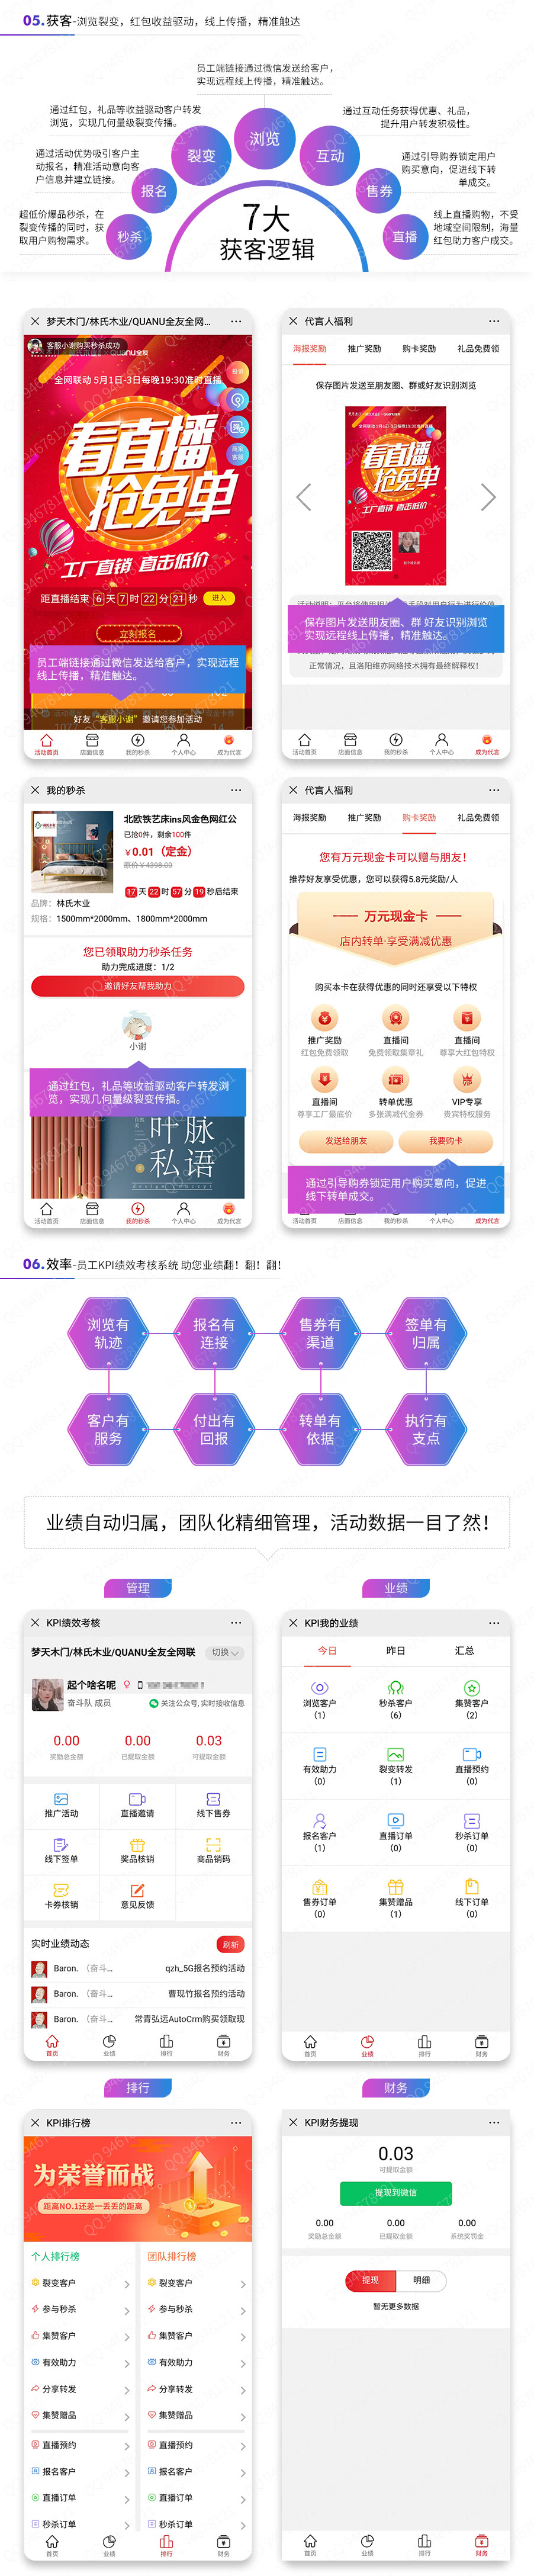 05.获客-浏览裂变，红包收益驱动，线上传播，精准触达
员工端链接通过微信发送给客户，
实现远程线上传播，精准触达。
通过红包，礼品等收益驱动客户转发
浏览，实现几何量级裂变传播。
通过互动任务获得优惠、礼品，
提升用户转发积极性。
裂变
浏览
互动
通过活动优势吸引客户主
动报名，精准活动意向客
户信息并建立链接。
通过引导购券锁定用户
购买意向，促进线下转
单成交。
报名
售券
超低价爆品秒杀，在
裂变传播的同时，获
取用户购物需求。
线上直播购物，不受
地域空间限制，海量
红包助力客户成交。
秒杀
直播
7大
获客逻辑
梦天木门/林氏木业/QUANU全友全网...
客服小谢购买秒杀成功
全网联动 5月1日-3日每晚19:30准时直播
看直播
抢免单
工厂直销 直击低价
距直播结束 6 天 7 时 22 分 21 秒 进入
立刻报名
员工端链接通过微信发送给客户，实现远程
线上传播，精准触达。
好友“客服小谢”邀请您参加活动
活动首页 店面信息 我的秒杀 个人中心 成为代言
代言人福利
海报奖励 推广奖励 购卡奖励 礼品免费领
保存图片发送至朋友圈、群或好友识别浏览
看直播
抢免单
工厂直销 直击低价
保存图片发送朋友圈、群 好友识别浏览
实现远程线上传播，精准触达。
正常情况，且洛阳维亦网络技术拥有最终解释权！
活动首页 店面信息 我的秒杀 个人中心 成为代言
我的秒杀
北欧铁艺床ins风金色网红公
已抢0件，剩余100件
￥0.01（定金）
原价￥4398.00
17 天 22 时 57 分 19 秒后结束
品牌：林氏木业
规格：1500mm*2000mm、1800mm*2000mm
您已领取助力秒杀任务
助力完成进度：1/2
邀请好友帮我助力
小谢
通过红包，礼品等收益驱动客户转发浏
览，实现几何量级裂变传播。
叶脉
私语
活动首页 店面信息 我的秒杀 个人中心 成为代言
代言人福利
海报奖励 推广奖励 购卡奖励 礼品免费领
您有万元现金卡可以赠与朋友！
推荐好友享受优惠，您可以获得5.8元奖励/人
万元现金卡
店内转单·享受满减优惠
购买本卡在获得优惠的同时还享受以下特权
推广奖励 直播间 直播间
红包免费领取 免费领取集章礼 尊享大红包特权
直播间 转单优惠 VIP专享
尊享工厂最底价 多张满减代金券 贵宾特权服务
发送给朋友 我要购卡
通过引导购券锁定用户购买意向，促进
线下转单成交。
活动首页 店面信息 我的秒杀 个人中心 成为代言
06.效率-员工KPI绩效考核系统 助您业绩翻！翻！翻！
浏览有
轨迹
报名有
连接
售券有
渠道
签单有
归属
客户有
服务
付出有
回报
转单有
依据
执行有
支点
业绩自动归属，团队化精细管理，活动数据一目了然！
管理
业绩
KPI绩效考核
梦天木门/林氏木业/QUANU全友全网联 切换
起个啥名呢
奋斗队 成员 关注公众号, 实时接收信息
0.00 0.00 0.03
奖励总金额 已提取金额 可提取金额
推广活动 直播邀请 线下售券
线下签单 奖品核销 商品销码
卡券核销 意见反馈
实时业绩动态 刷新
Baron.（奋斗... qzh_5G报名预约活动
Baron.（奋斗... 曹现竹报名预约活动
Baron.（奋斗... 常青弘远AutoCrm购买领取现
首页 业绩 排行 财务
KPI我的业绩
今日 昨日 汇总
浏览客户 秒杀客户 集赞客户
（1） （6） （2）
有效助力 裂变转发 直播预约
（0） （1） （0）
报名客户 直播订单 秒杀订单
（1） （0） （0）
售券订单 集赞赠品 线下订单
（0） （1） （0）
首页 业绩 排行 财务
排行
财务
KPI排行榜
为荣誉而战
距离NO.1还差一丢丢的距离
个人排行榜 团队排行榜
裂变客户 裂变客户
参与秒杀 参与秒杀
集赞客户 集赞客户
有效助力 有效助力
分享转发 分享转发
集赞赠品 集赞赠品
直播预约 直播预约
报名客户 报名客户
直播订单 直播订单
秒杀订单 秒杀订单
首页 业绩 排行 财务
KPI财务提现
0.03
可提取金额
提现到微信
0.00 0.00 0.00
奖励总金额 已提取金额 系统奖罚金
提现 明细
暂无更多数据
首页 业绩 排行 财务